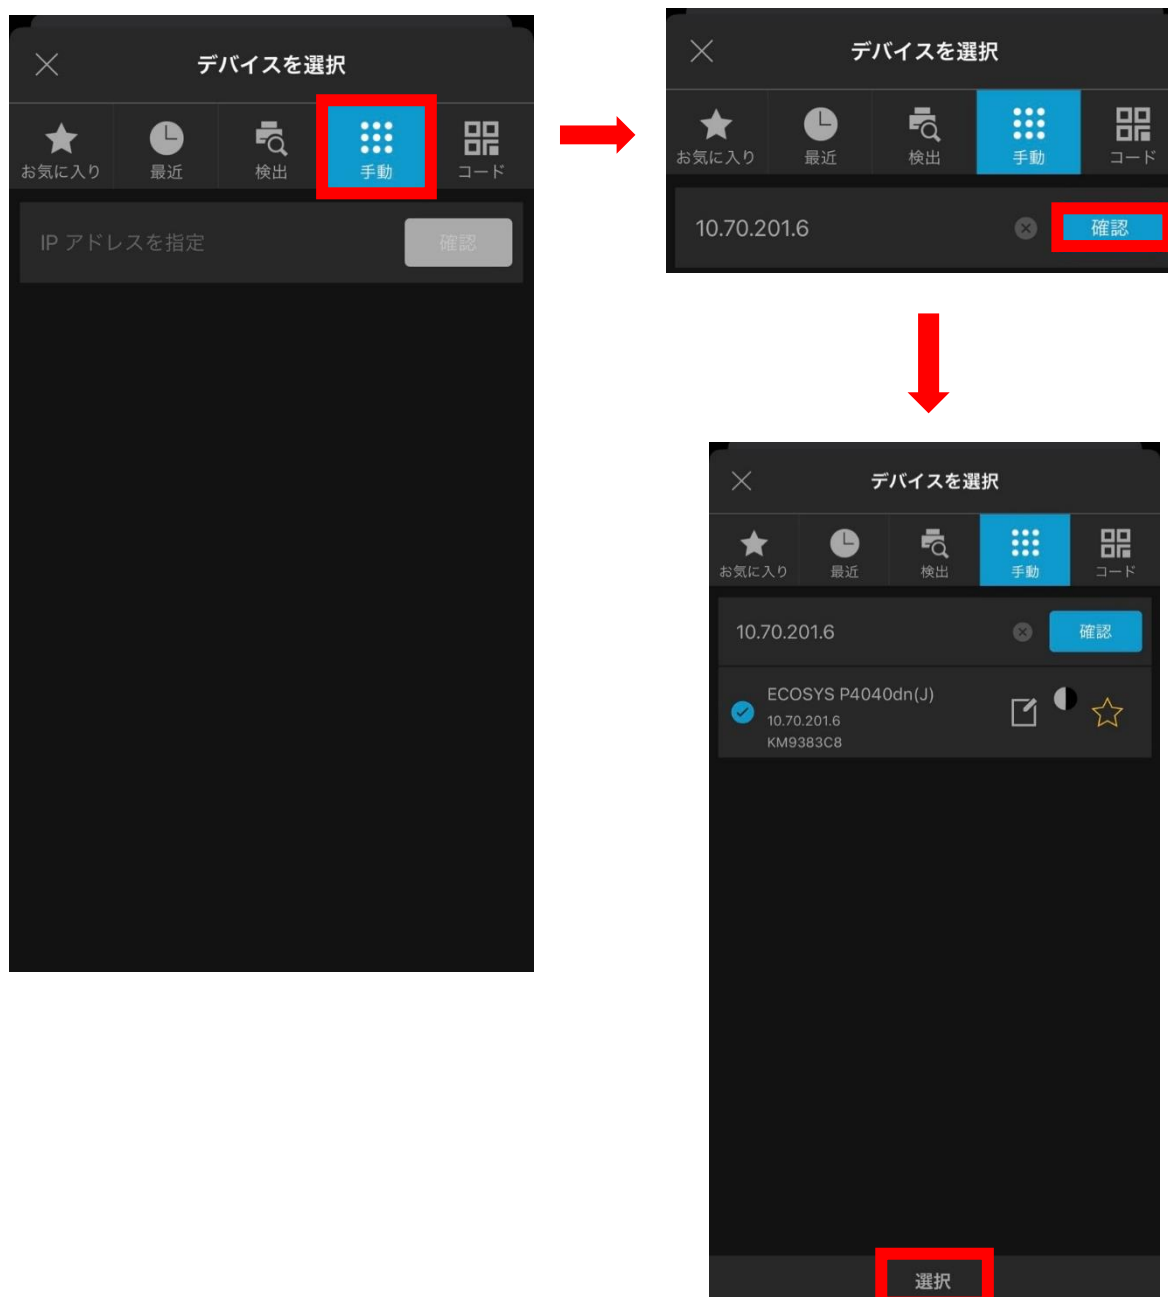 デバイスを選択
お気に入り 最近 検出 手動 コード
IP アドレスを指定 確認
デバイスを選択
お気に入り 最近 検出 手動 コード
10.70.201.6 確認
デバイスを選択
お気に入り 最近 検出 手動 コード
10.70.201.6 確認
ECOSYS P4040dn(J)
10.70.201.6
KM9383C8
選択